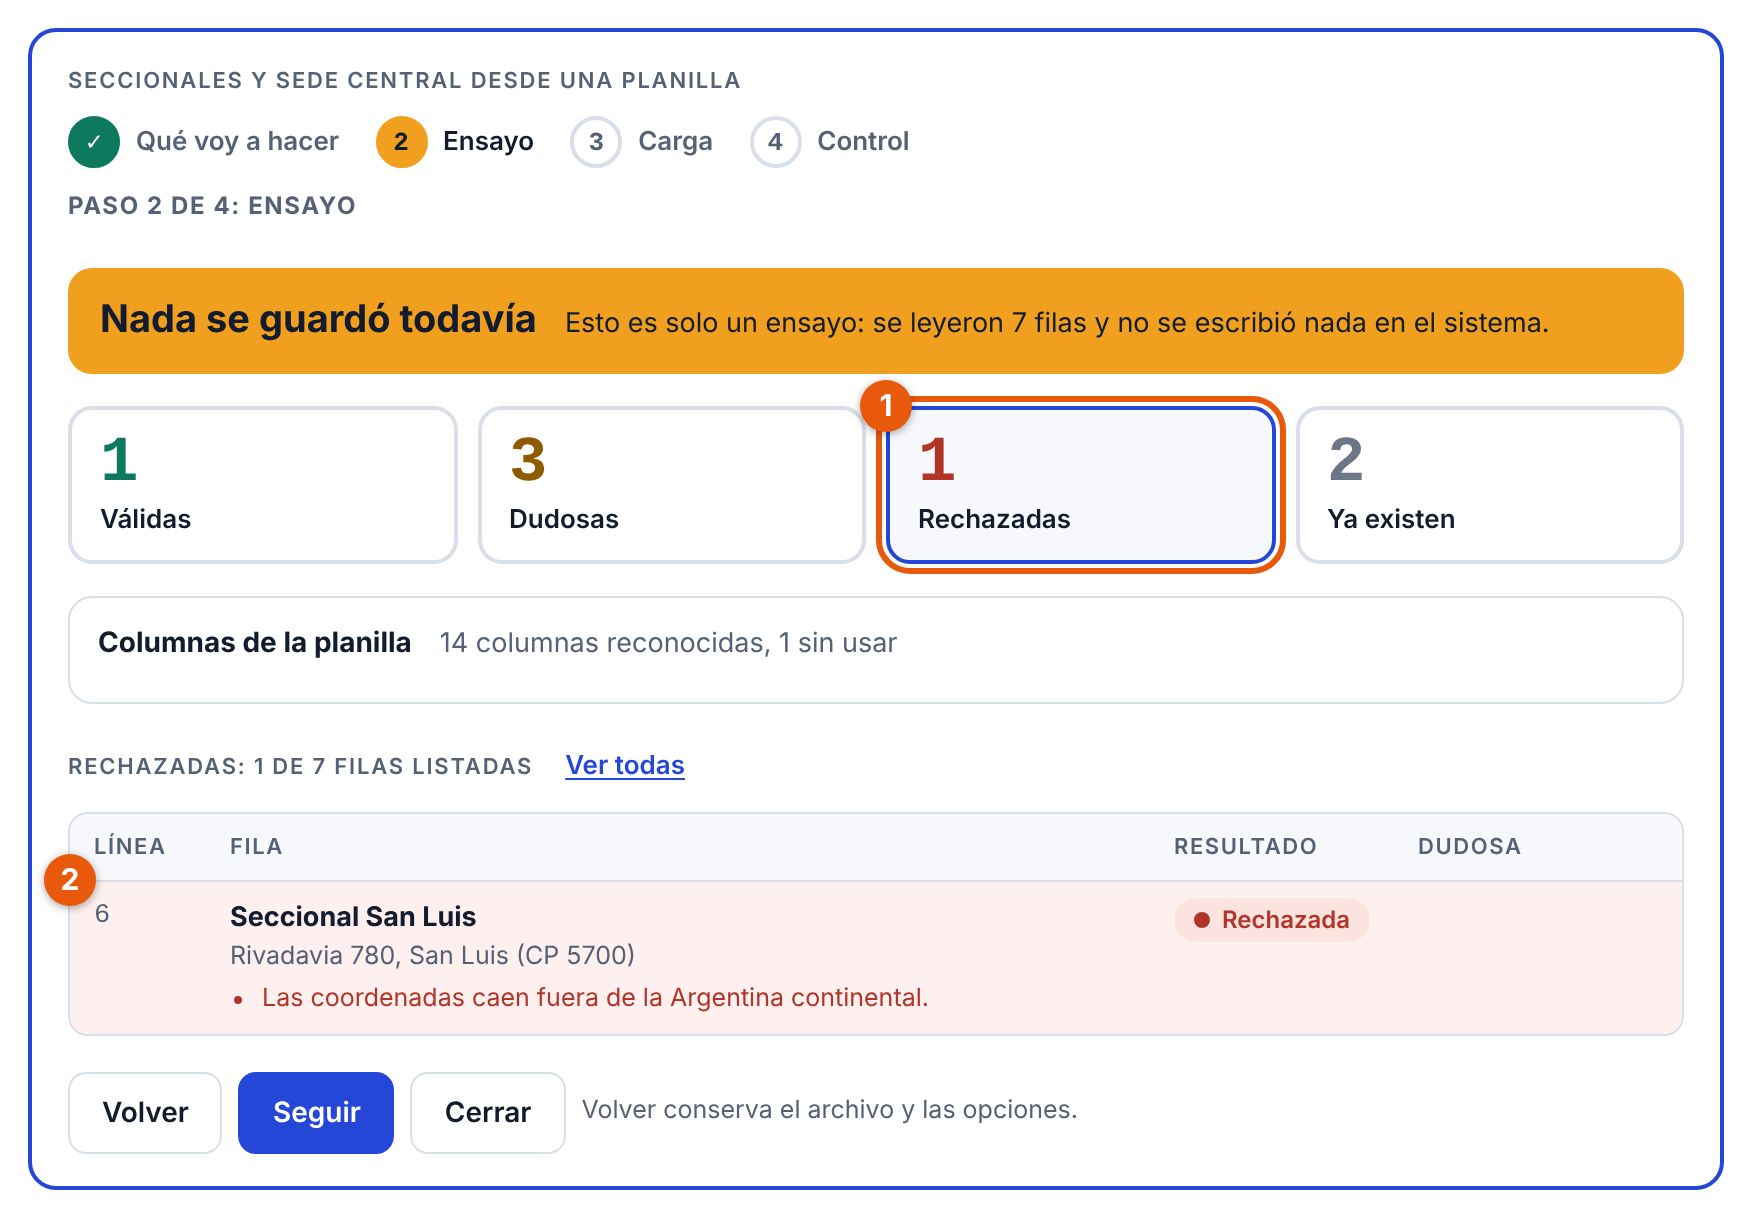 SECCIONALES Y SEDE CENTRAL DESDE UNA PLANILLA
✓ Qué voy a hacer 2 Ensayo 3 Carga 4 Control
PASO 2 DE 4: ENSAYO
Nada se guardó todavía Esto es solo un ensayo: se leyeron 7 filas y no se escribió nada en el sistema.
1
1 3 1 2
Válidas Dudosas Rechazadas Ya existen
Columnas de la planilla 14 columnas reconocidas, 1 sin usar
RECHAZADAS: 1 DE 7 FILAS LISTADAS Ver todas
LÍNEA FILA RESULTADO DUDOSA
2
6 Seccional San Luis Rechazada
Rivadavia 780, San Luis (CP 5700)
• Las coordenadas caen fuera de la Argentina continental.
Volver Seguir Cerrar Volver conserva el archivo y las opciones.